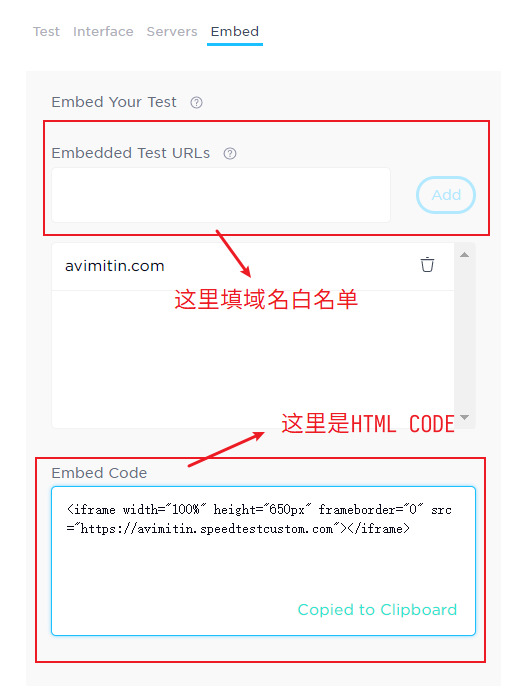 Test Interface Servers Embed
Embed Your Test
Embedded Test URLs
Add
avimitin.com
这里填域名白名单
这里是HTML CODE
Embed Code
<iframe width="100%" height="650px" frameborder="0" src
="https://avimitin.speedtestcustom.com"></iframe>
Copied to Clipboard